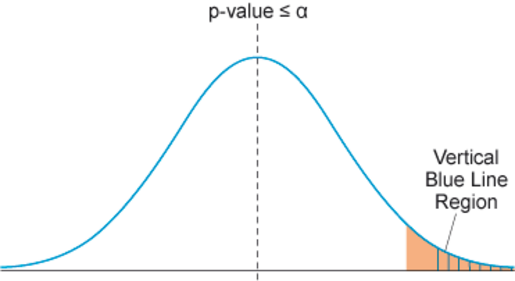 p-value ≤ α
Vertical
Blue Line
Region